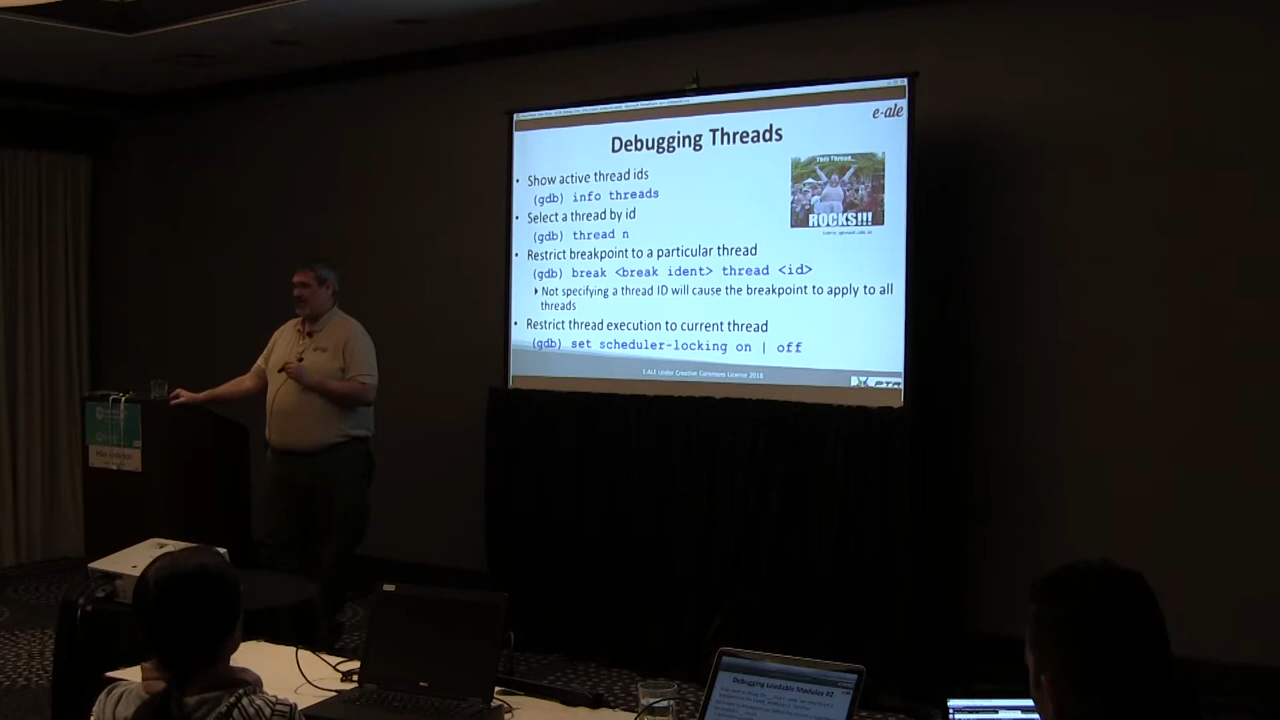 e-ale
Debugging Threads
• Show active thread ids
(gdb) info threads
• Select a thread by id
(gdb) thread n
• Restrict breakpoint to a particular thread
(gdb) break <break ident> thread <id>
Not specifying a thread ID will cause the breakpoint to apply to all
threads
• Restrict thread execution to current thread
(gdb) set scheduler-locking on | off
This Thread...
ROCKS!!!
E-ALE Under Creative Commons License 2018
Debugging Loadable Modules #2